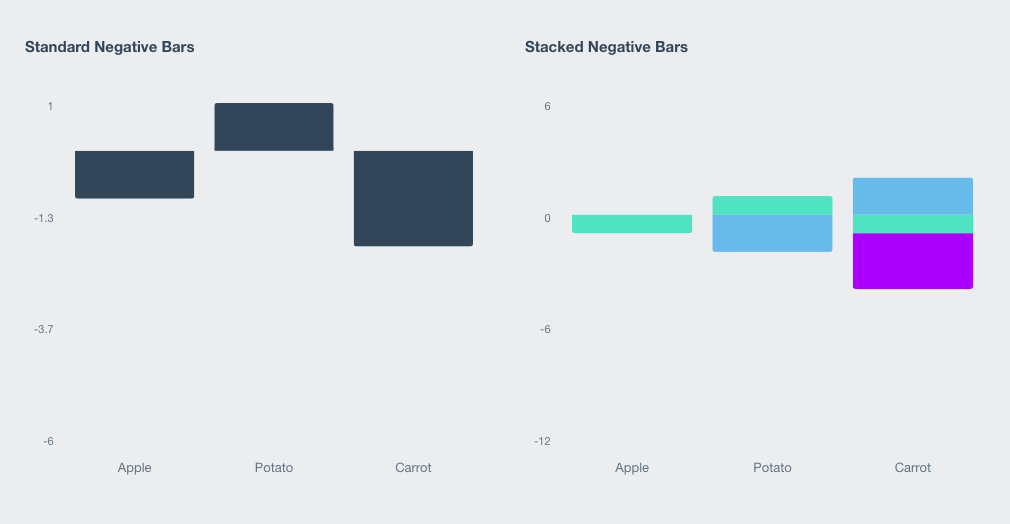 Standard Negative Bars
1
-1.3
-3.7
-6
Apple Potato Carrot
Stacked Negative Bars
6
0
-6
-12
Apple Potato Carrot